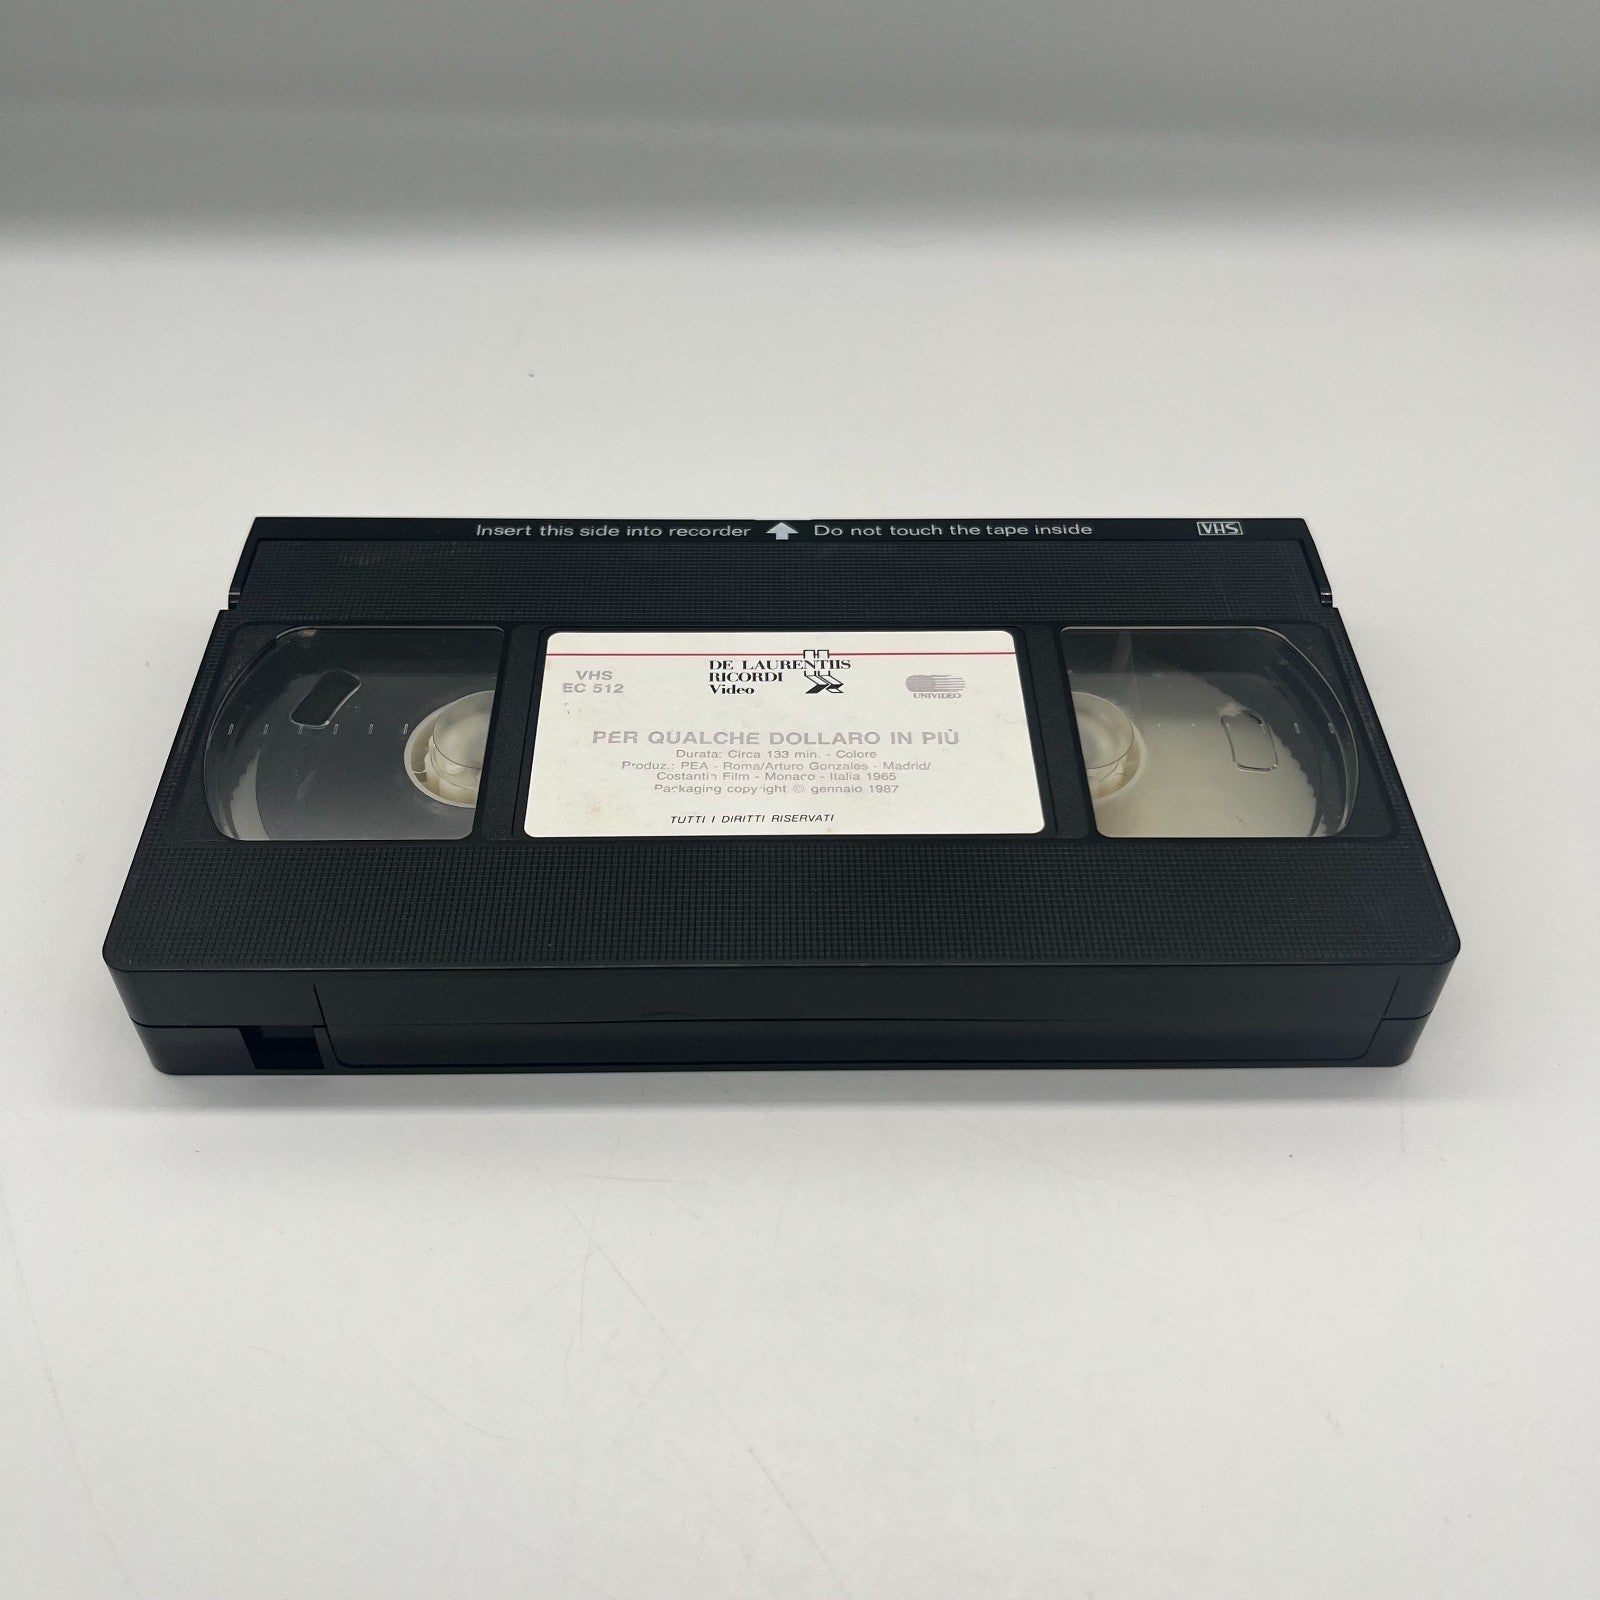 Insert this side into recorder Do not touch the tape inside VHS
DE LAURENTIIS
RICORDI
Video
VHS
EC 512
UNIVIDEO
PER QUALCHE DOLLARO IN PIÙ
Durata: Circa 133 min. - Colore
Produz.: PEA - Roma/Arturo Gonzales - Madrid/
Costantin Film - Monaco - Italia 1965
Packaging copyright © gennaio 1987
TUTTI I DIRITTI RISERVATI